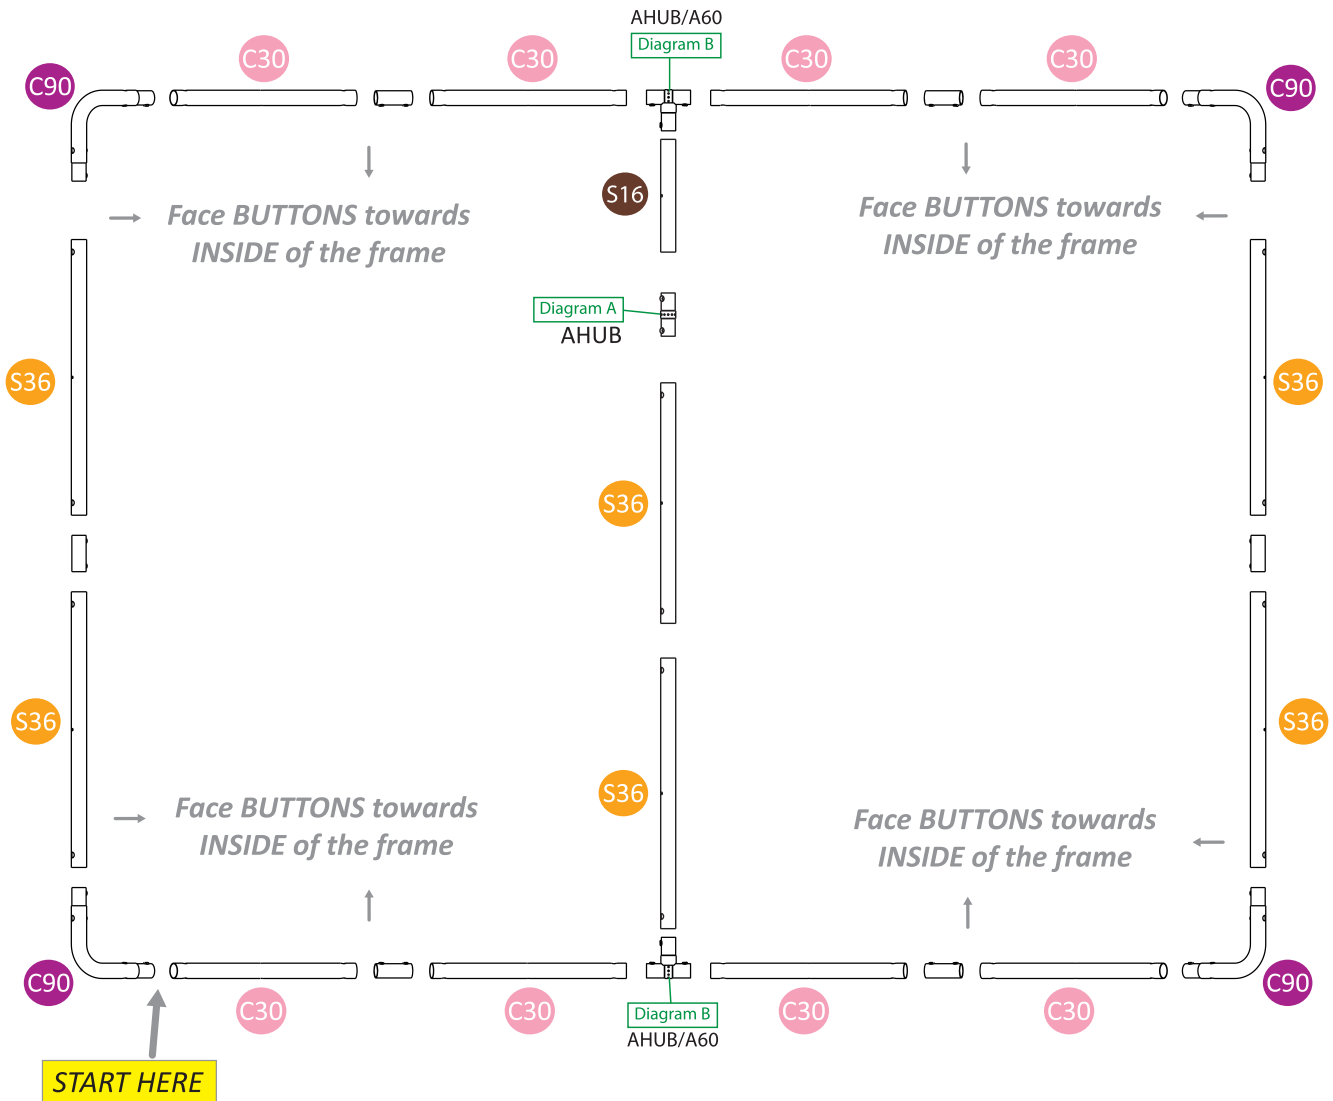 AHUB/A60
Diagram B
C30
C30
C30
C30
C90
C90
S16
Face BUTTONS towards
INSIDE of the frame
Face BUTTONS towards
INSIDE of the frame
Diagram A
AHUB
S36
S36
S36
S36
S36
S36
Face BUTTONS towards
INSIDE of the frame
Face BUTTONS towards
INSIDE of the frame
C90
C90
C30
C30
C30
C30
Diagram B
AHUB/A60
START HERE